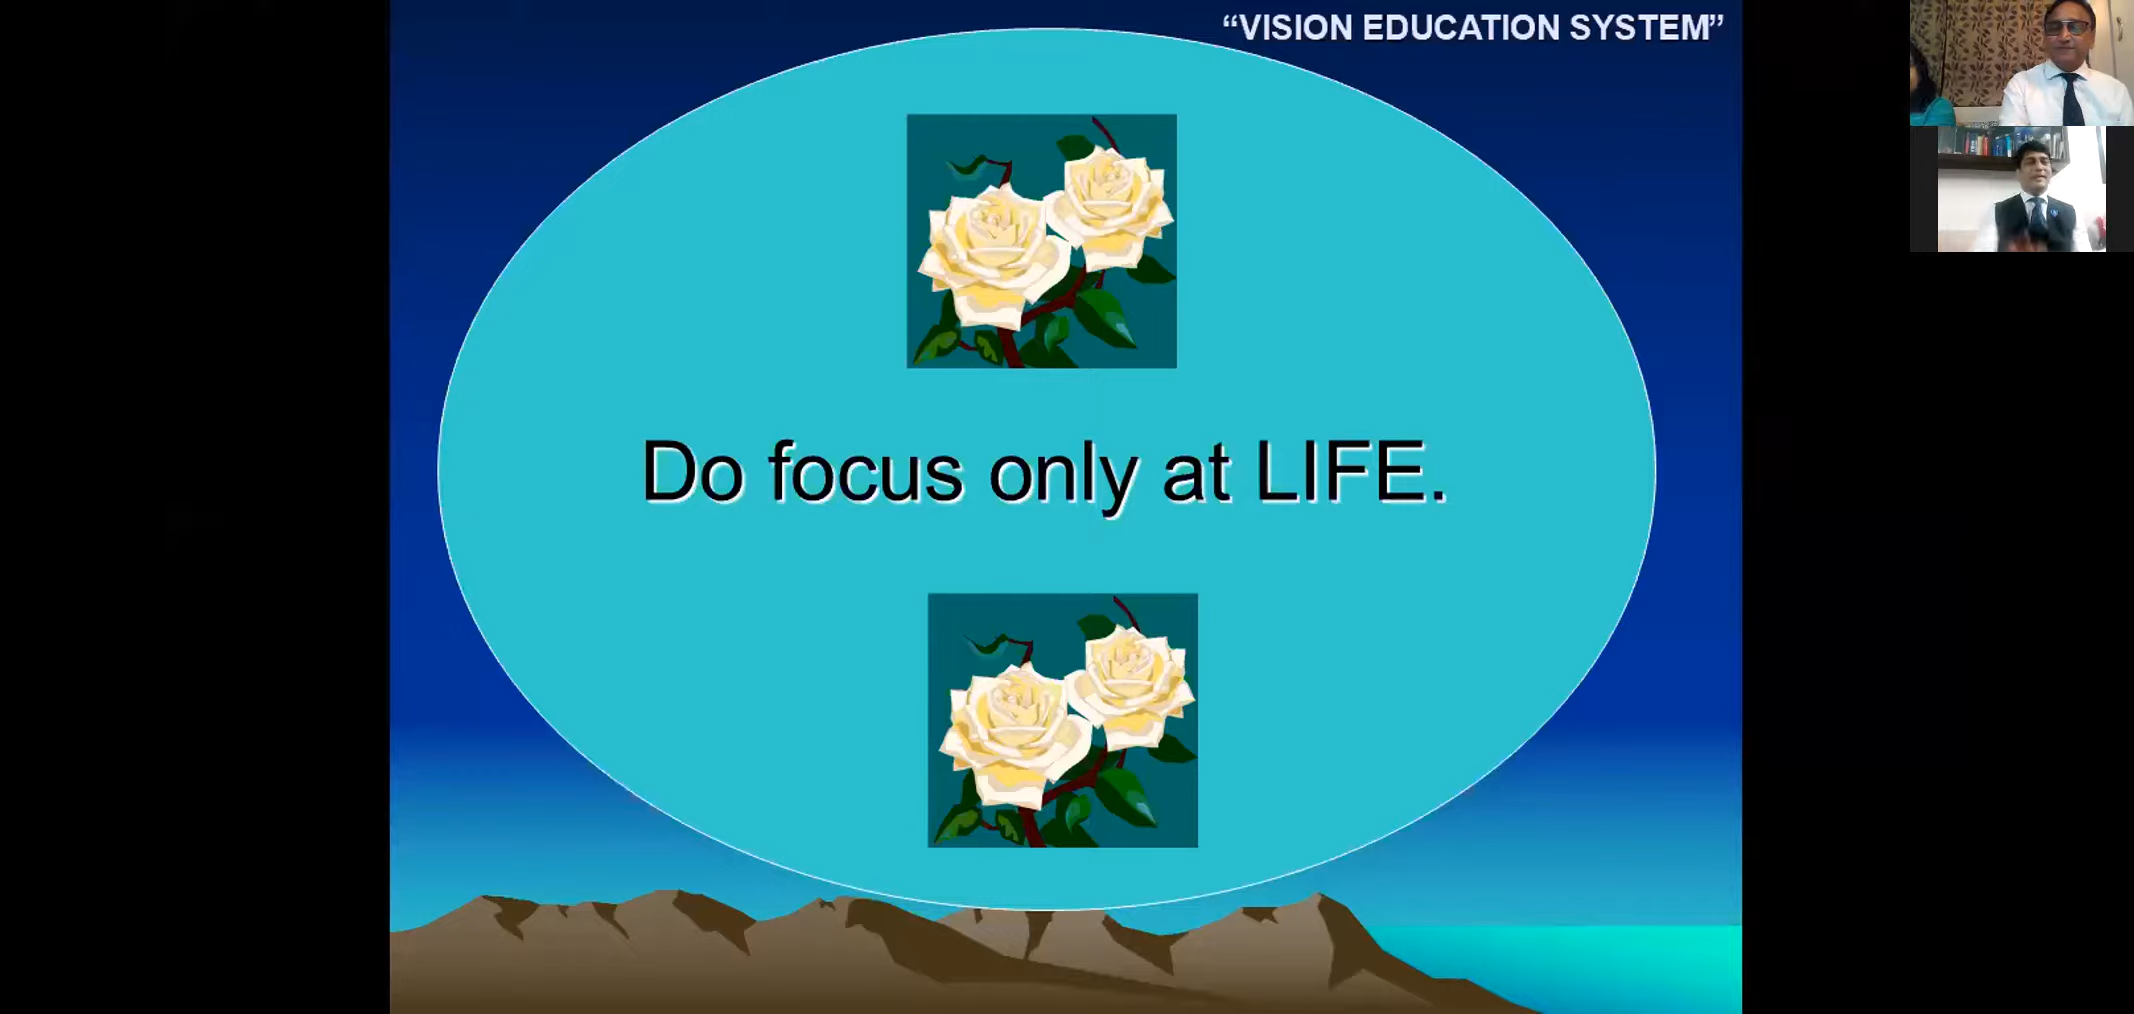 “VISION EDUCATION SYSTEM”
Do focus only at LIFE.